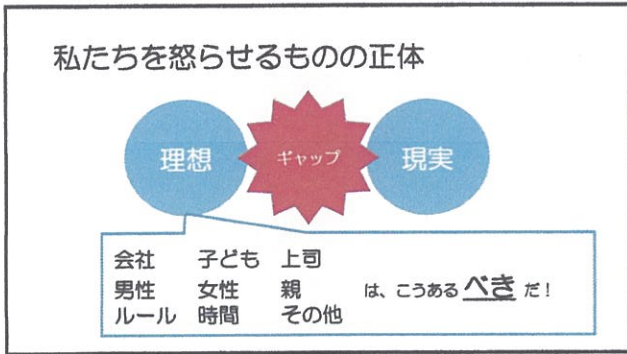 私たちを怒らせるものの正体
理想 ギャップ 現実
会社 子ども 上司
男性 女性 親 は、こうある べき だ！
ルール 時間 その他